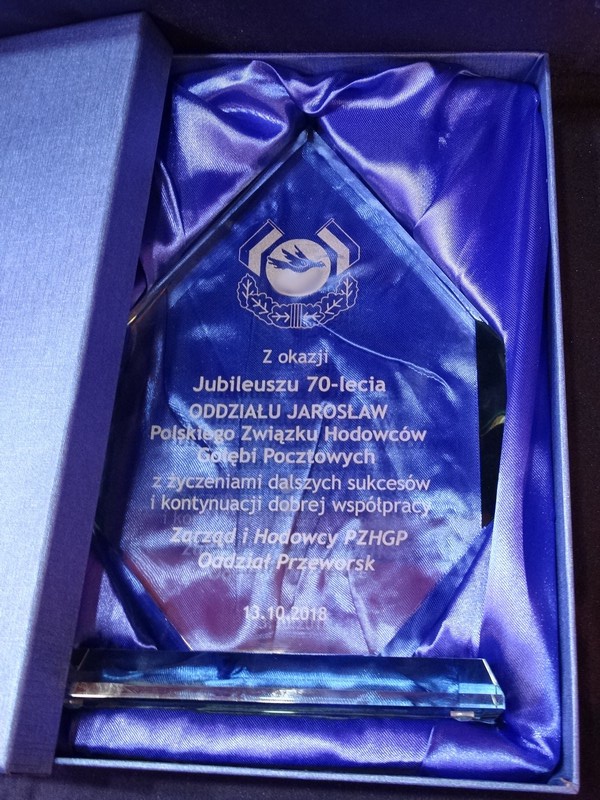 Z okazji
Jubileuszu 70-lecia
ODDZIAŁU JAROSŁAW
Polskiego Związku Hodowców
Gołębi Pocztowych
z życzeniami dalszych sukcesów
i kontynuacji dobrej współpracy
Zarząd i Hodowcy PZHGP
Oddział Przeworsk
13.10.2018